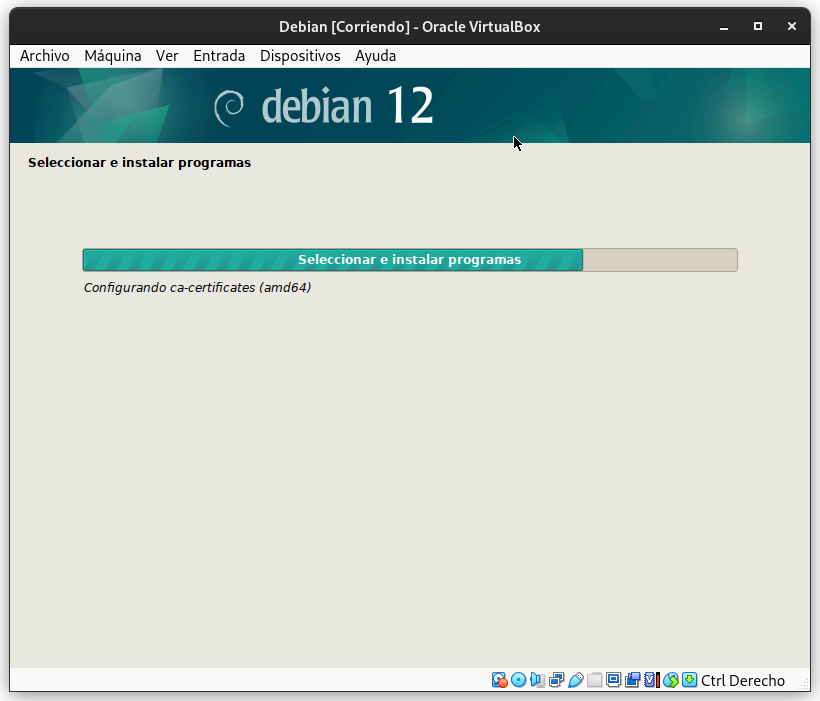 Debian [Corriendo] - Oracle VirtualBox
Archivo Máquina Ver Entrada Dispositivos Ayuda
debian 12
Seleccionar e instalar programas
Seleccionar e instalar programas
Configurando ca-certificates (amd64)
Ctrl Derecho